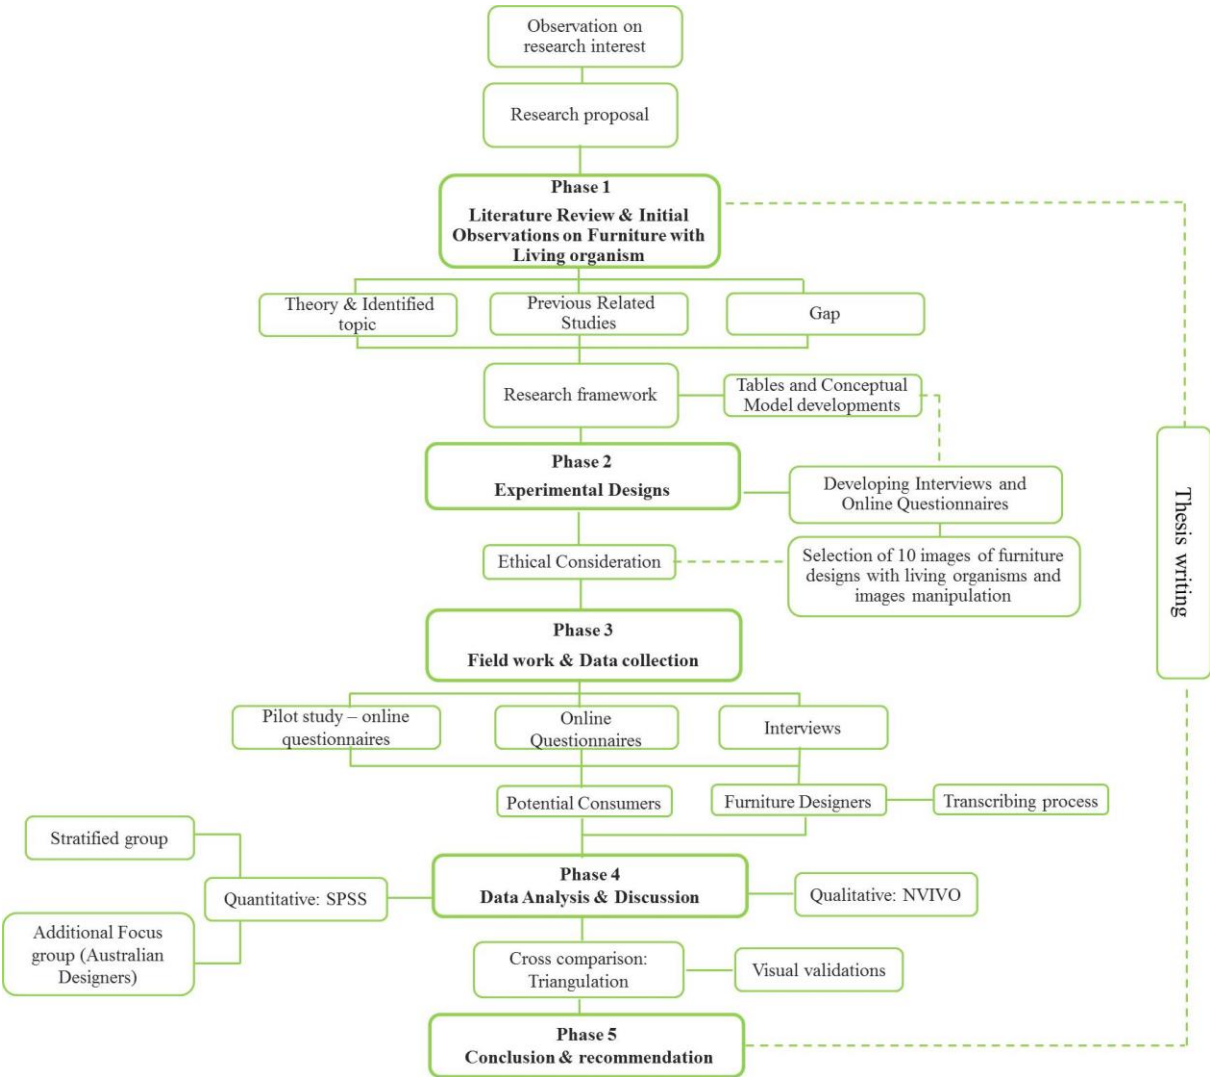 Observation on
research interest
Research proposal
Phase 1
Literature Review & Initial
Observations on Furniture with
Living organism
Theory & Identified
topic
Previous Related
Studies
Gap
Research framework
Tables and Conceptual
Model developments
Phase 2
Experimental Designs
Developing Interviews and
Online Questionnaires
Ethical Consideration
Selection of 10 images of furniture
designs with living organisms and
images manipulation
Thesis writing
Phase 3
Field work & Data collection
Pilot study – online
questionnaires
Online
Questionnaires
Interviews
Potential Consumers
Furniture Designers
Transcribing process
Stratified group
Quantitative: SPSS
Additional Focus
group (Australian
Designers)
Phase 4
Data Analysis & Discussion
Qualitative: NVIVO
Cross comparison:
Triangulation
Visual validations
Phase 5
Conclusion & recommendation